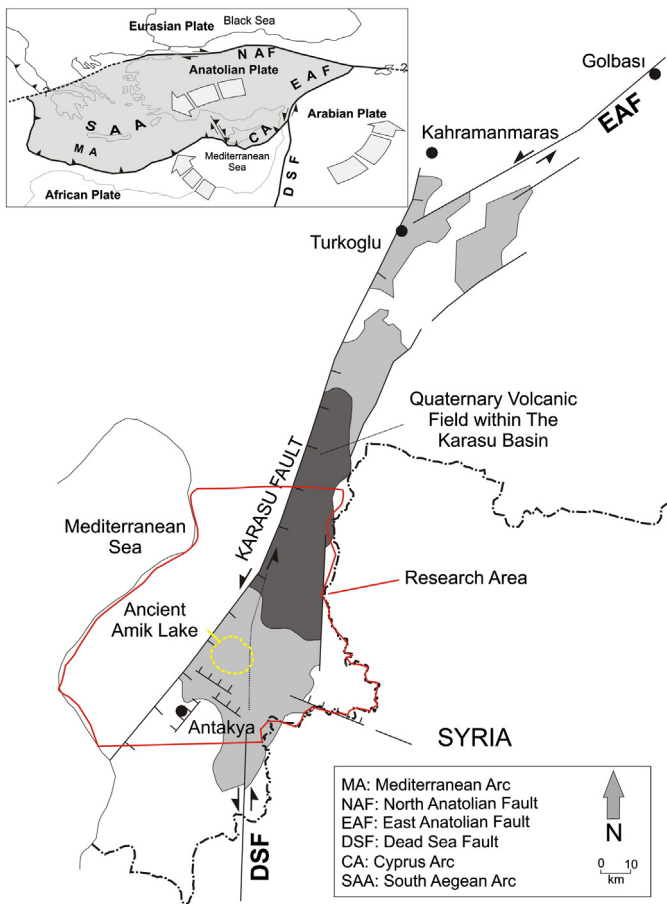 Eurasian Plate
Black Sea
NAF
Anatolian Plate
EAF
Arabian Plate
SAA
MA
CA
Mediterranean
Sea
DSF
African Plate
?
Golbası
EAF
Kahramanmaras
Turkoglu
Quaternary Volcanic
Field within The
Karasu Basin
KARASU FAULT
Mediterranean
Sea
Research Area
Ancient
Amik Lake
Antakya
SYRIA
DSF
MA: Mediterranean Arc
NAF: North Anatolian Fault
EAF: East Anatolian Fault
DSF: Dead Sea Fault
CA: Cyprus Arc
SAA: South Aegean Arc
N
0 10
km